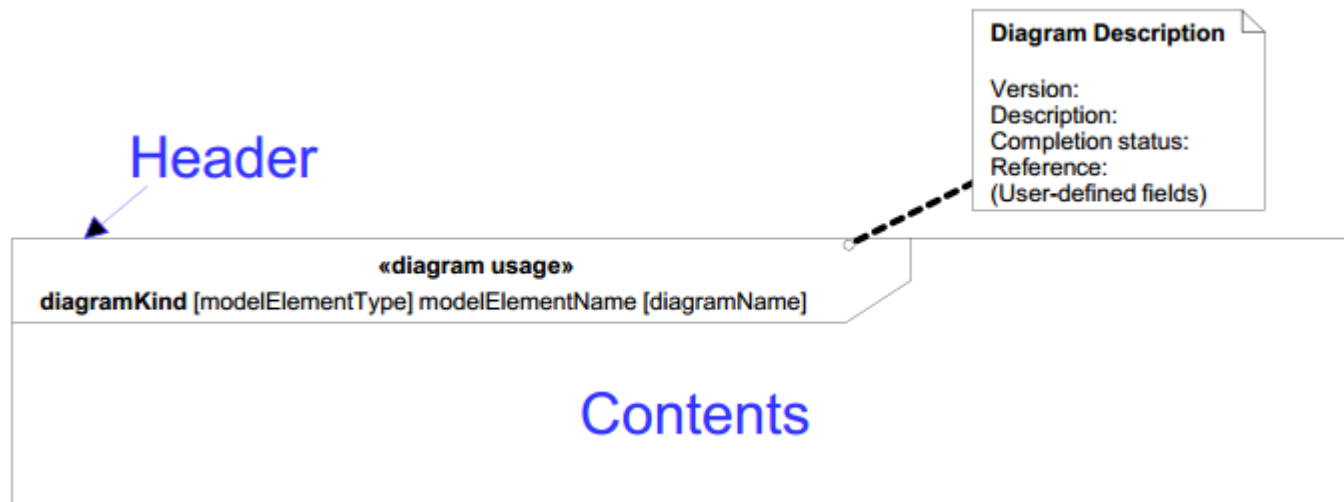 Diagram Description
Version:
Description:
Completion status:
Reference:
(User-defined fields)
Header
«diagram usage»
diagramKind [modelElementType] modelElementName [diagramName]
Contents